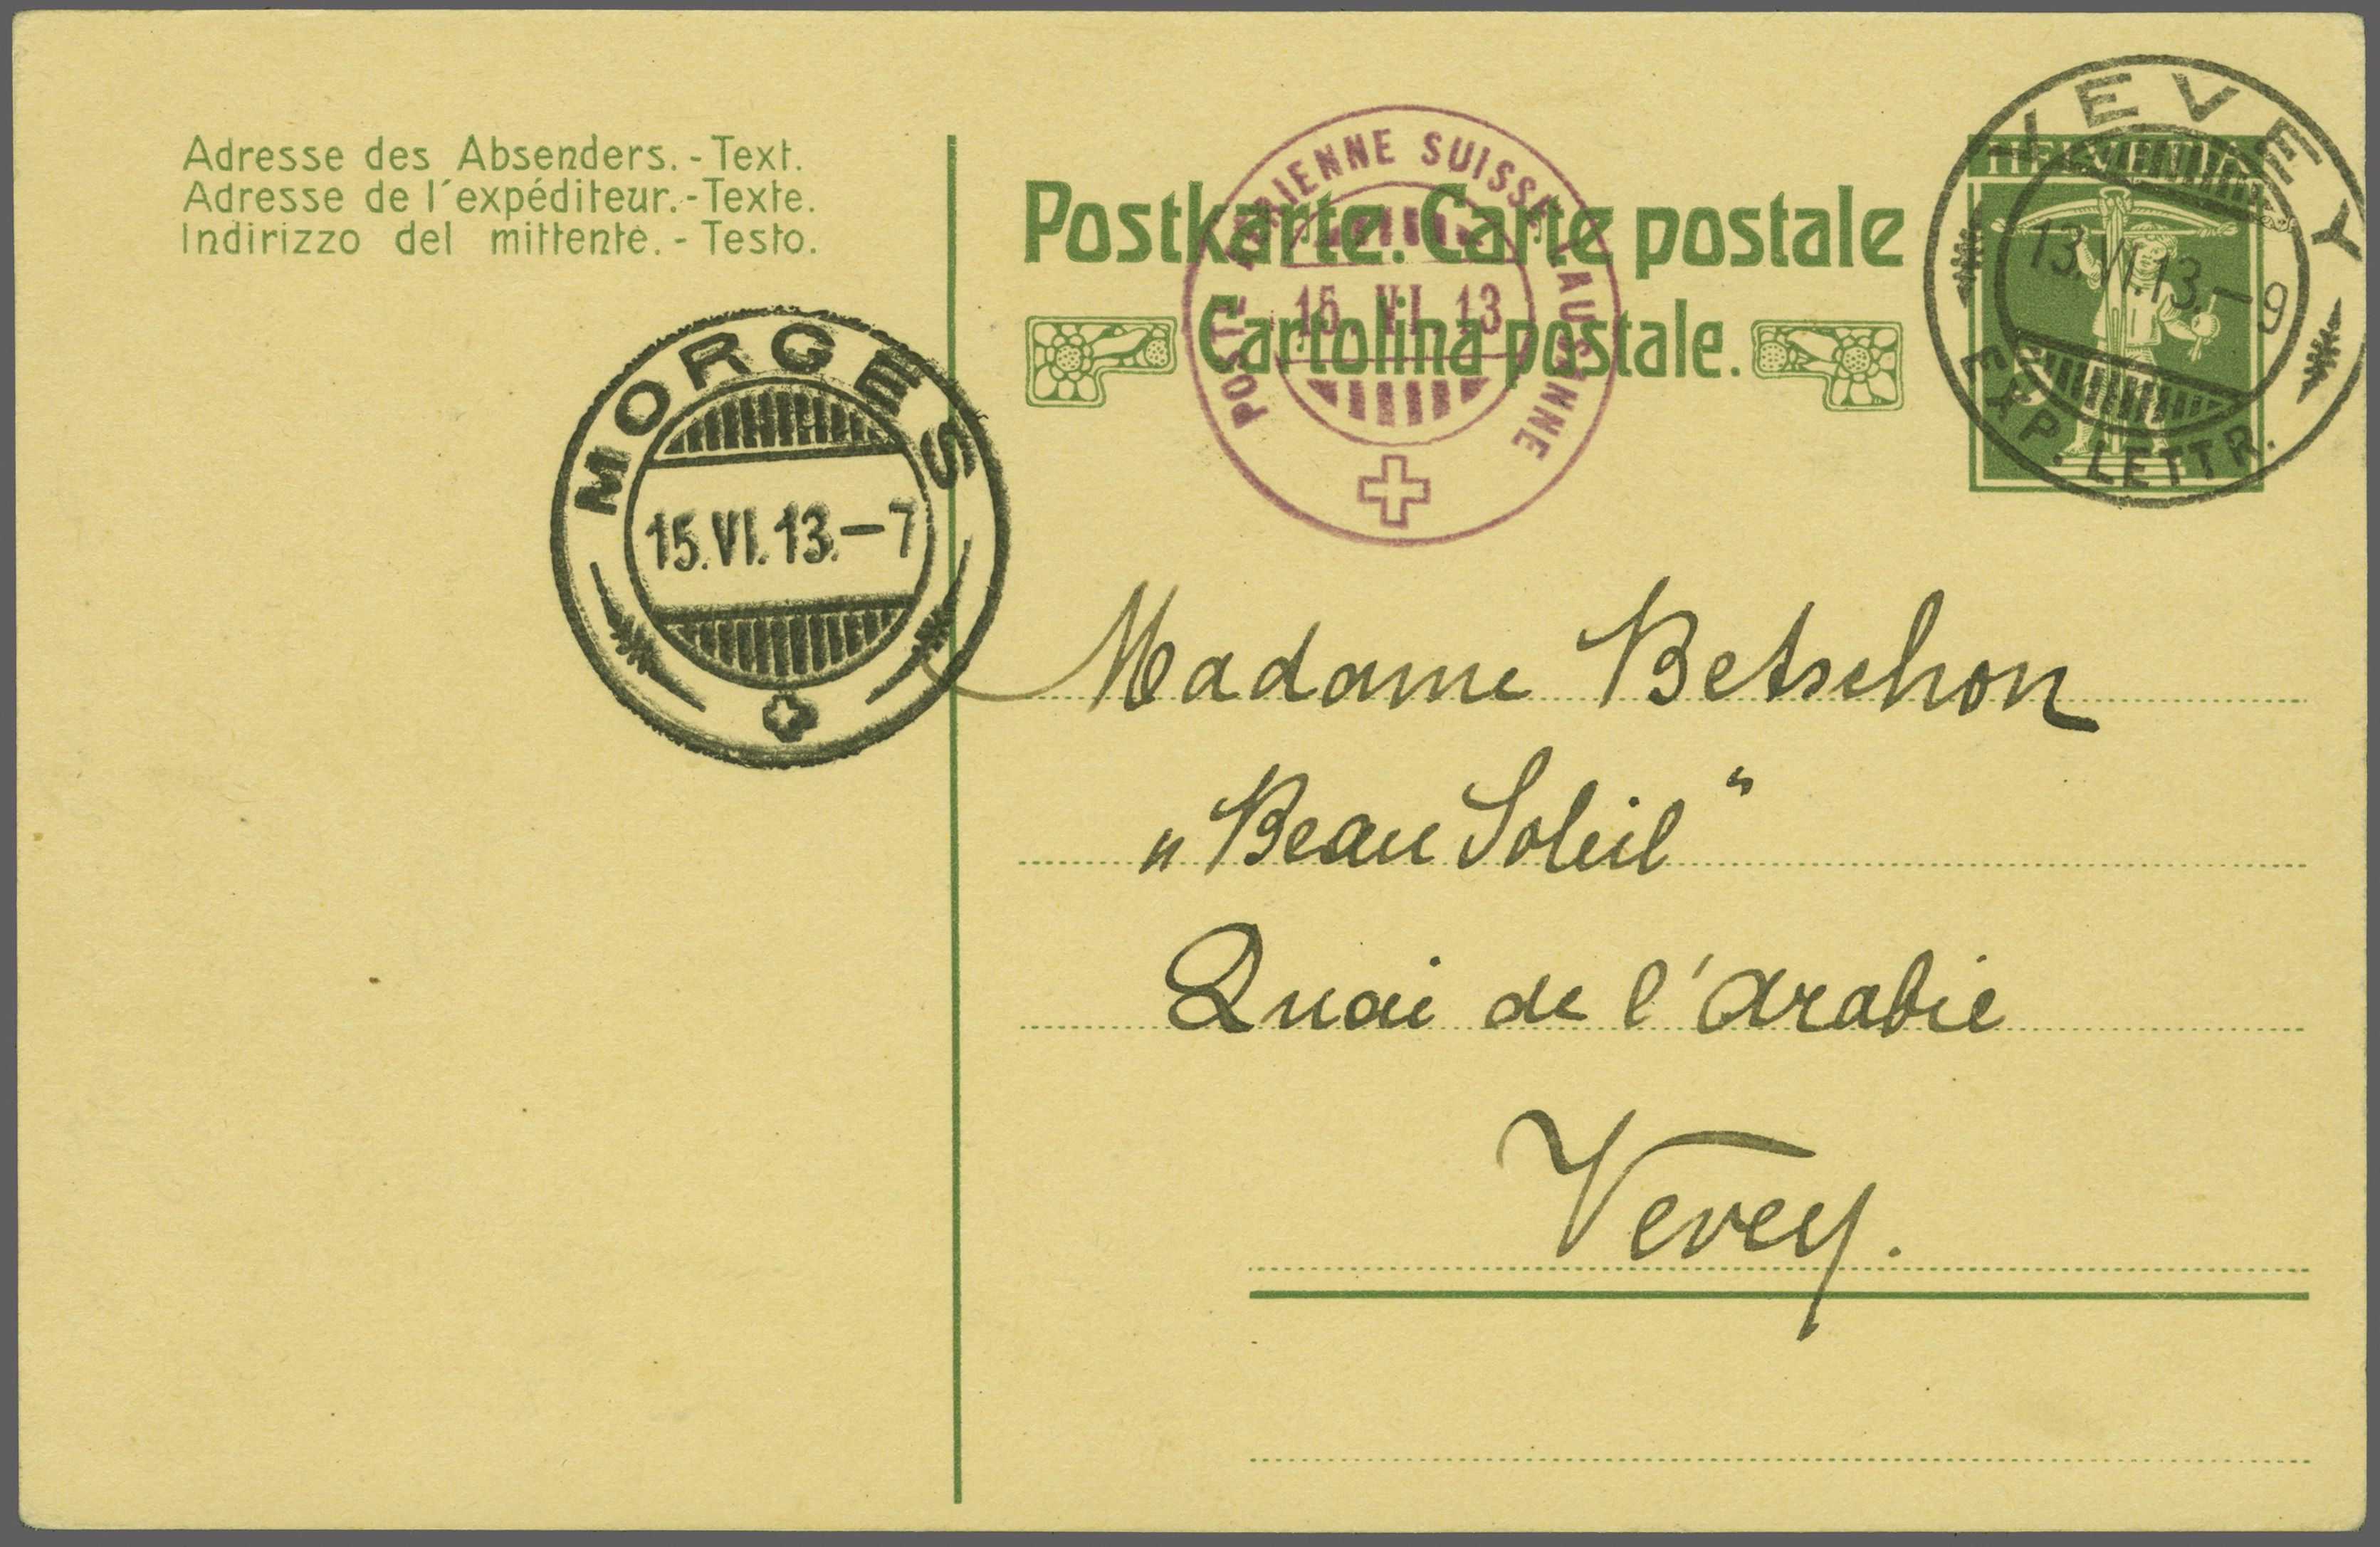 Adresse des Absenders. - Text.
Adresse de l'expéditeur. - Texte.
Indirizzo del mittente. - Testo.
Postkarte. Carte postale
Cartolina postale.
POSTE AÉRIENNE SUISSE LAUSANNE
15. VI. 13
HELVETIA
VEVEY
13.VI.13.-9
EXP. LETTR.
MORGES
15.VI.13.-7
Madame Betschon
„Beau Soleil“
Quai de l'Arabie
Vevey.